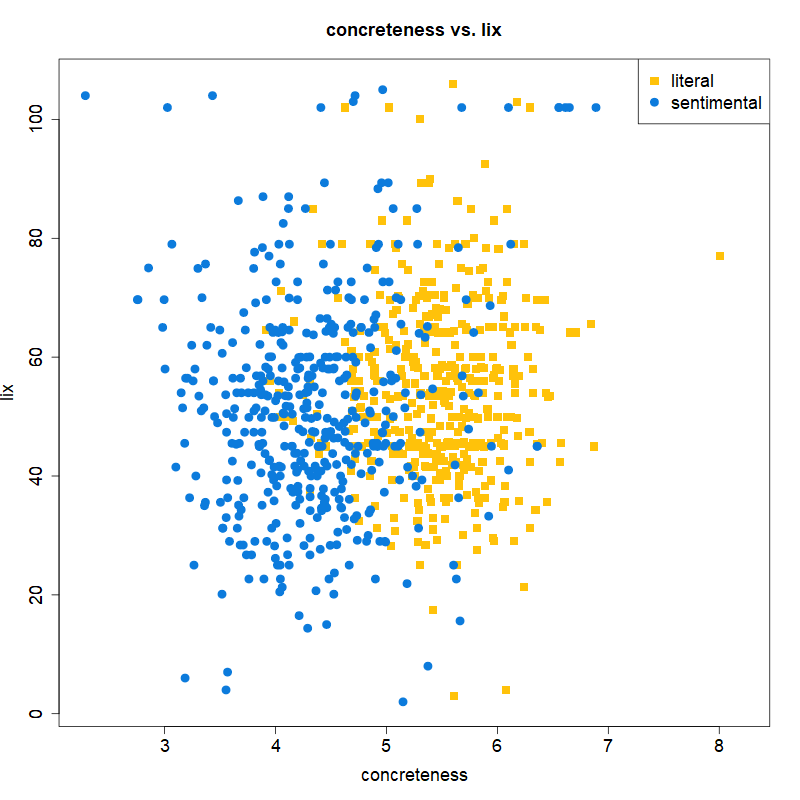 concreteness vs. lix
literal
sentimental
100
80
60
40
20
0
lix
3 4 5 6 7 8
concreteness